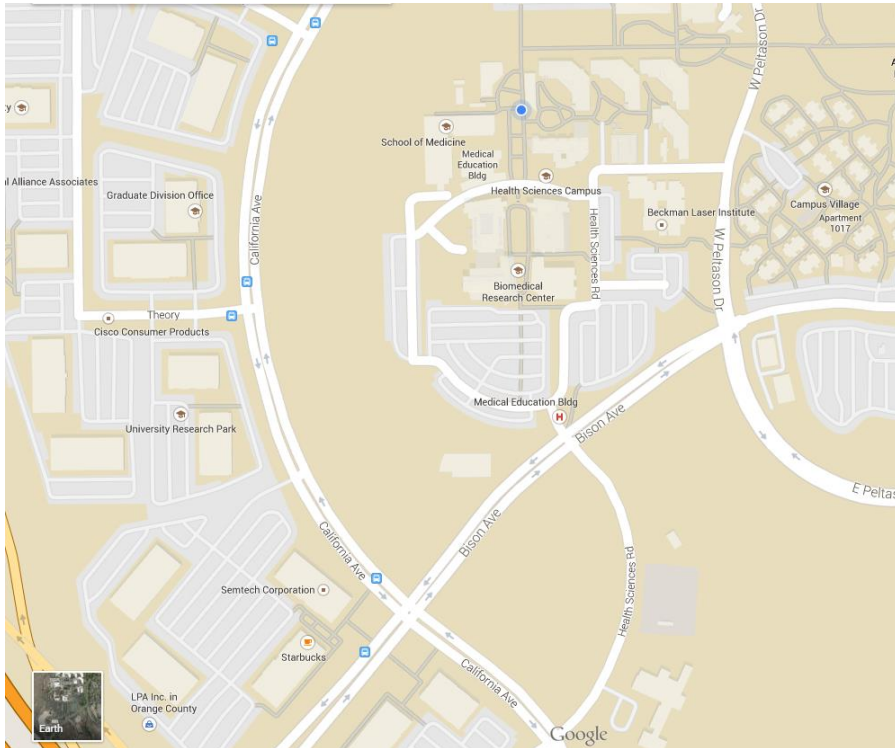 W Peltason Dr
A
ty
School of Medicine
Medical
Education
Bldg
al Alliance Associates
Graduate Division Office
Health Sciences Campus
Campus Village
Apartment
1017
Beckman Laser Institute
California Ave
Health Sciences Rd
W Peltason Dr
Biomedical
Research Center
Theory
Cisco Consumer Products
Medical Education Bldg
H
Bison Ave
University Research Park
E Peltas
California Ave
Bison Ave
Health Sciences Rd
Semtech Corporation
Starbucks
California Ave
LPA Inc. in
Orange County
Earth
Google